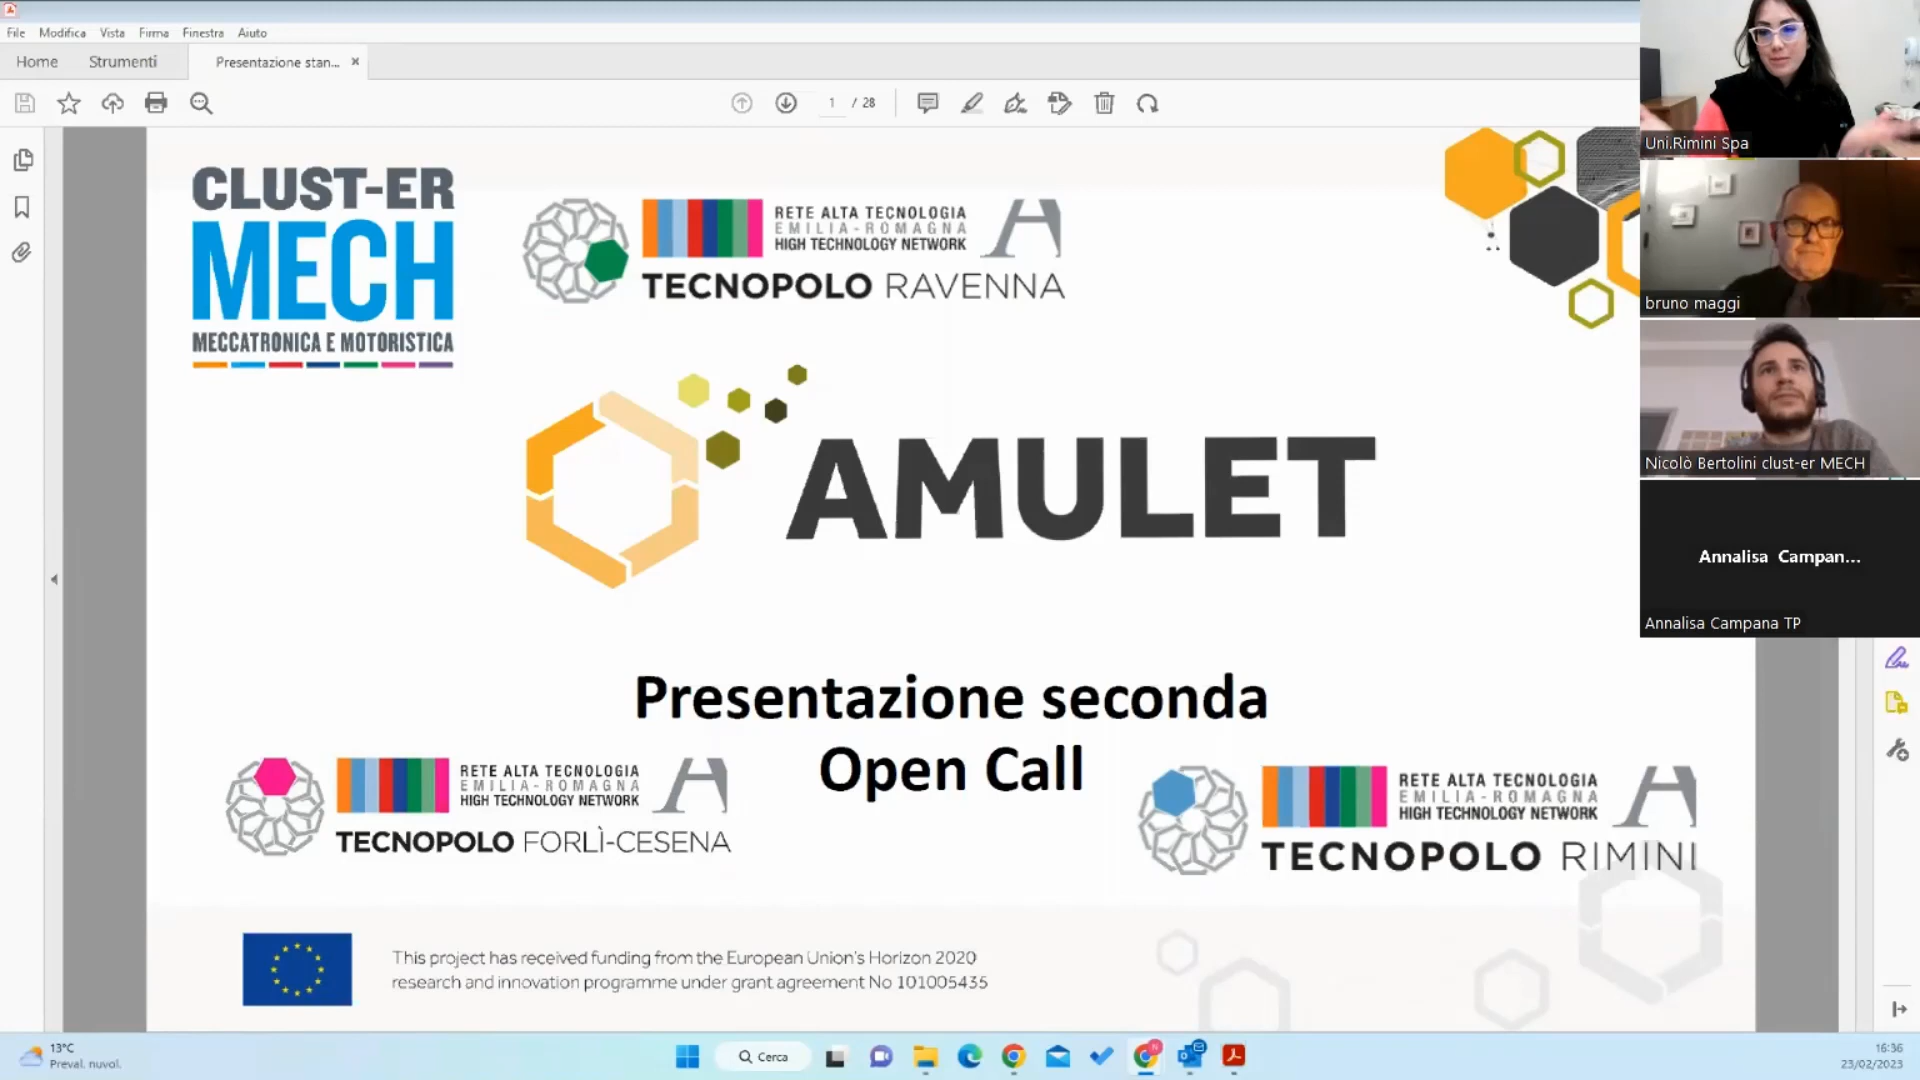 File Modifica Vista Firma Finestra Aiuto
Home Strumenti Presentazione stan... ×
1 / 28
CLUST-ER
MECH
MECCATRONICA E MOTORISTICA
RETE ALTA TECNOLOGIA
EMILIA-ROMAGNA
HIGH TECHNOLOGY NETWORK
TECNOPOLO RAVENNA
AMULET
Presentazione seconda
Open Call
RETE ALTA TECNOLOGIA
EMILIA-ROMAGNA
HIGH TECHNOLOGY NETWORK
TECNOPOLO FORLÌ-CESENA
RETE ALTA TECNOLOGIA
EMILIA-ROMAGNA
HIGH TECHNOLOGY NETWORK
TECNOPOLO RIMINI
This project has received funding from the European Union's Horizon 2020
research and innovation programme under grant agreement No 101005435
Uni.Rimini Spa
bruno maggi
Nicolò Bertolini clust-er MECH
Annalisa Campan...
Annalisa Campana TP
13°C
Preval. nuvol.
Cerca
16:36
23/02/2023